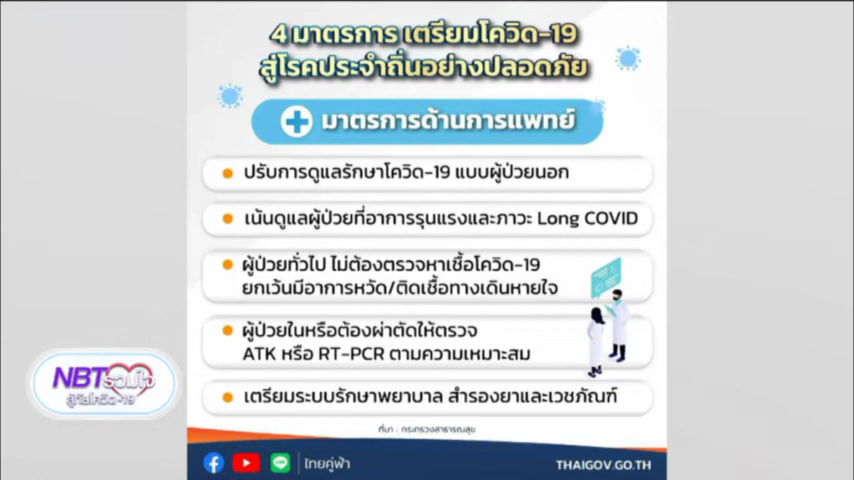 4 มาตรการ เตรียมโควิด-19
สู่โรคประจำถิ่นอย่างปลอดภัย
มาตรการด้านการแพทย์
ปรับการดูแลรักษาโควิด-19 แบบผู้ป่วยนอก
เน้นดูแลผู้ป่วยที่อาการรุนแรงและภาวะ Long COVID
ผู้ป่วยทั่วไป ไม่ต้องตรวจหาเชื้อโควิด-19
ยกเว้นมีอาการหวัด/ติดเชื้อทางเดินหายใจ
ผู้ป่วยในหรือต้องผ่าตัดให้ตรวจ
ATK หรือ RT-PCR ตามความเหมาะสม
เตรียมระบบรักษาพยาบาล สำรองยาและเวชภัณฑ์
ที่มา : กระทรวงสาธารณสุข
NBTรวมใจ
สู้ภัยโควิด-19
ไทยคู่ฟ้า
THAIGOV.GO.TH